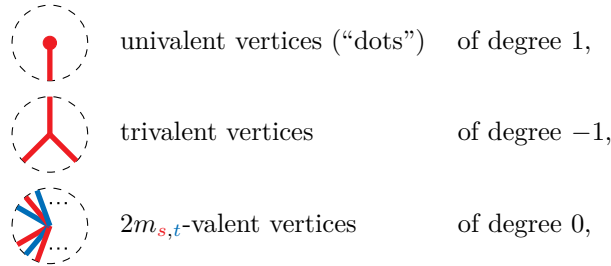 univalent vertices (“dots”) of degree 1,
trivalent vertices of degree −1,
... 
2m_{s,t}-valent vertices of degree 0,
...